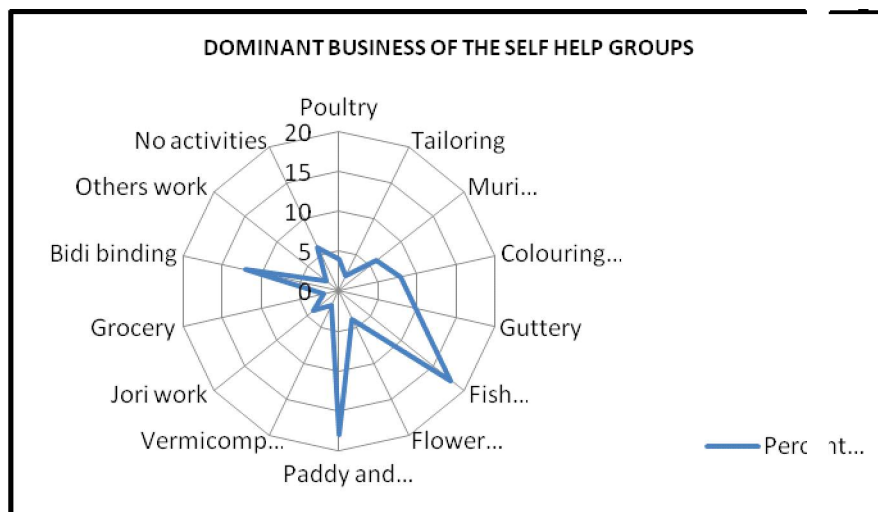 DOMINANT BUSINESS OF THE SELF HELP GROUPS
Poultry
Tailoring
Muri...
Colouring...
Guttery
Fish...
Flower...
Paddy and...
Vermicomp...
Jori work
Grocery
Bidi binding
Others work
No activities
20
15
10
5
0